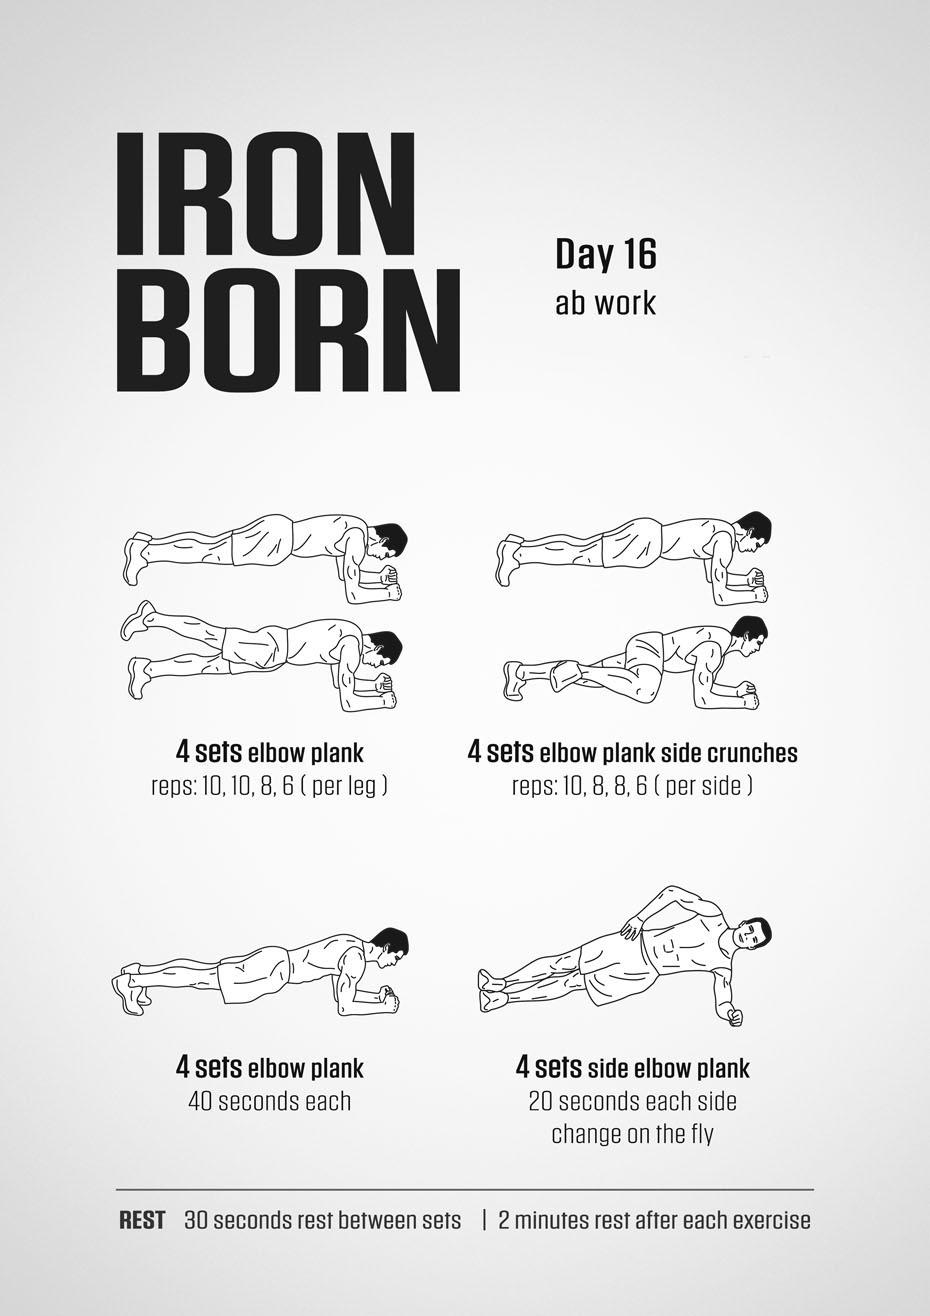 IRON
BORN
Day 16
ab work
4 sets elbow plank
reps: 10, 10, 8, 6 ( per leg )
4 sets elbow plank side crunches
reps: 10, 8, 8, 6 ( per side )
4 sets elbow plank
40 seconds each
4 sets side elbow plank
20 seconds each side
change on the fly
REST 30 seconds rest between sets | 2 minutes rest after each exercise